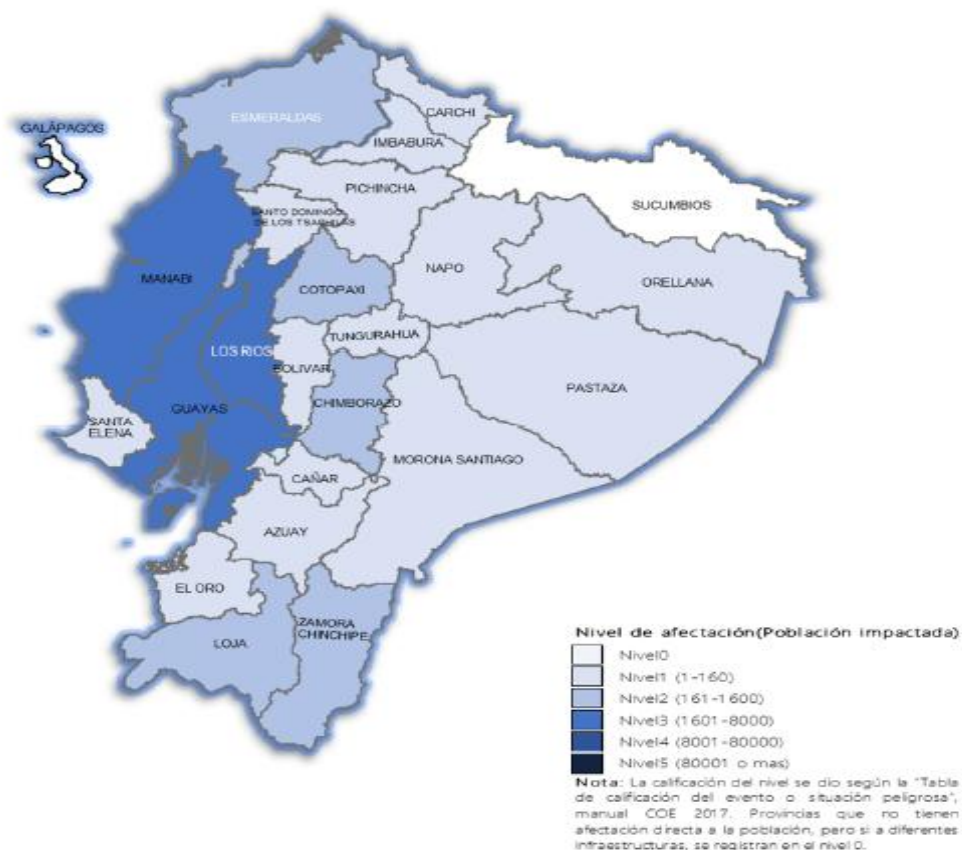 ESMERALDAS
CARCHI
GALÁPAGOS
IMBABURA
PICHINCHA
SUCUMBIOS
SANTO DOMINGO
DE LOS TSACHILAS
NAPO
MANABI
ORELLANA
COTOPAXI
TUNGURAHUA
LOS RIOS
BOLIVAR
PASTAZA
CHIMBORAZO
GUAYAS
SANTA
ELENA
MORONA SANTIAGO
CAÑAR
AZUAY
EL ORO
ZAMORA
CHINCHIPE
LOJA
Nivel de afectación(Población impactada)
Nivel0
Nivel1 (1-160)
Nivel2 (161-1600)
Nivel3 (1601-8000)
Nivel4 (8001-80000)
Nivel5 (80001 o mas)
Nota: La calificación del nivel se dio según la "Tabla
de calificación del evento o situación peligrosa",
manual COE 2017. Provincias que no tienen
afectación directa a la población, pero si a diferentes
infraestructuras, se registran en el nivel 0.